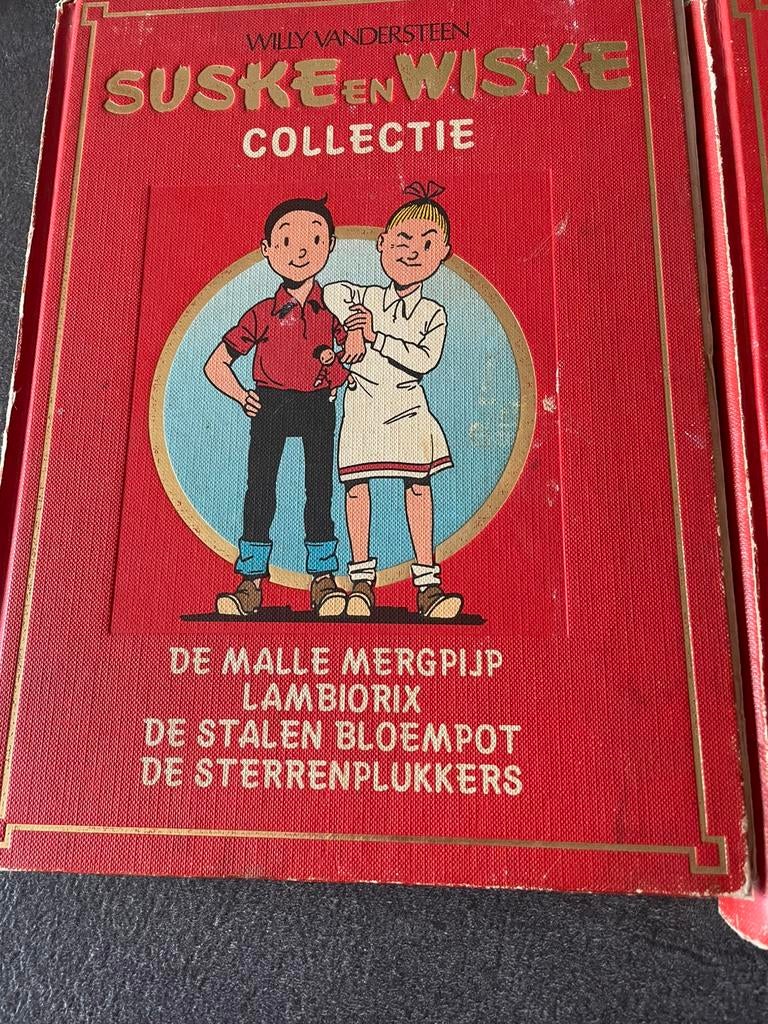 WILLY VANDERSTEEN
SUSKE EN WISKE
COLLECTIE
DE MALLE MERGPIJP
LAMBIORIX
DE STALEN BLOEMPOT
DE STERRENPLUKKERS